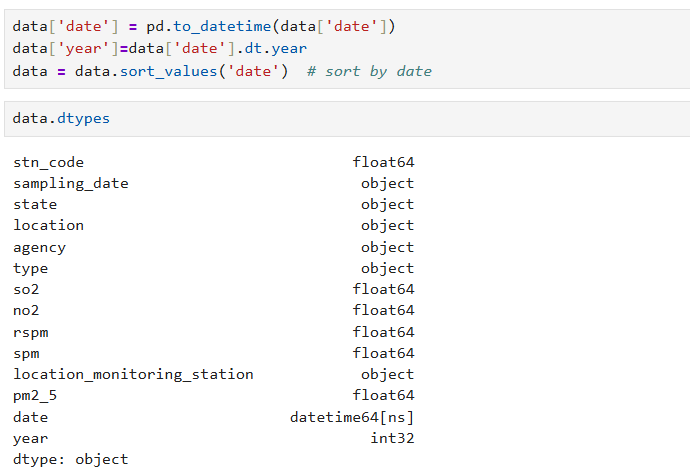 data['date'] = pd.to_datetime(data['date'])
data['year']=data['date'].dt.year
data = data.sort_values('date')  # sort by date
data.dtypes
stn_code                          float64
sampling_date                      object
state                              object
location                           object
agency                             object
type                               object
so2                               float64
no2                               float64
rspm                              float64
spm                               float64
location_monitoring_station        object
pm2_5                             float64
date                       datetime64[ns]
year                                int32
dtype: object